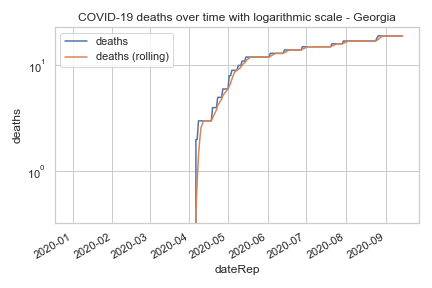 COVID-19 deaths over time with logarithmic scale - Georgia
deaths
deaths (rolling)
10¹
10⁰
deaths
2020-01
2020-02
2020-03
2020-04
2020-05
2020-06
2020-07
2020-08
2020-09
dateRep